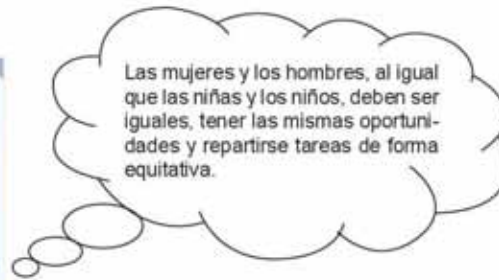 Las mujeres y los hombres, al igual
que las niñas y los niños, deben ser
iguales, tener las mismas oportuni-
dades y repartirse tareas de forma
equitativa.